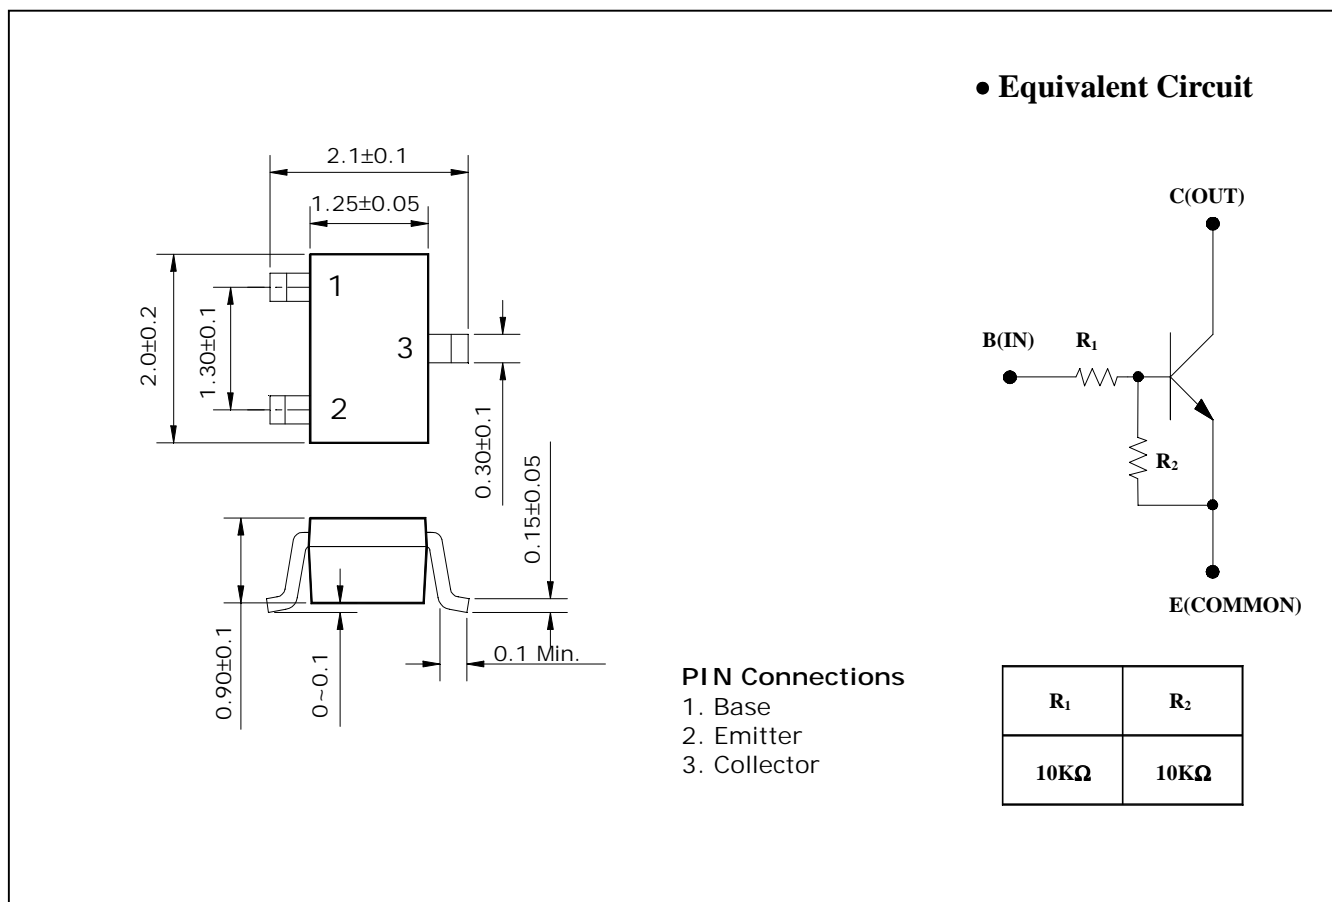 ● Equivalent Circuit
2.1±0.1
1.25±0.05
1
3
2
2.0±0.2
1.30±0.1
0.30±0.1
0.15±0.05
0.90±0.1
0~0.1
0.1 Min.
C(OUT)
B(IN)
R₁
R₂
E(COMMON)
PIN Connections
1. Base
2. Emitter
3. Collector
R₁ R₂
10KΩ 10KΩ